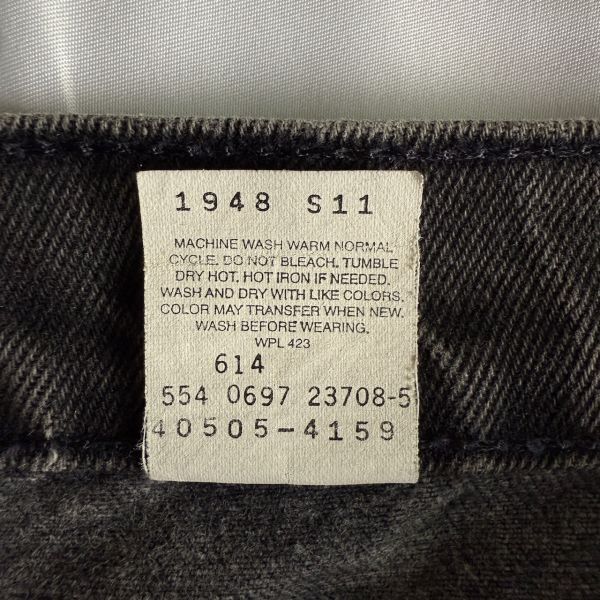 1948 S11
MACHINE WASH WARM NORMAL
CYCLE. DO NOT BLEACH. TUMBLE
DRY HOT. HOT IRON IF NEEDED.
WASH AND DRY WITH LIKE COLORS.
COLOR MAY TRANSFER WHEN NEW.
WASH BEFORE WEARING.
WPL 423
614
554 0697 23708-5
40505-4159